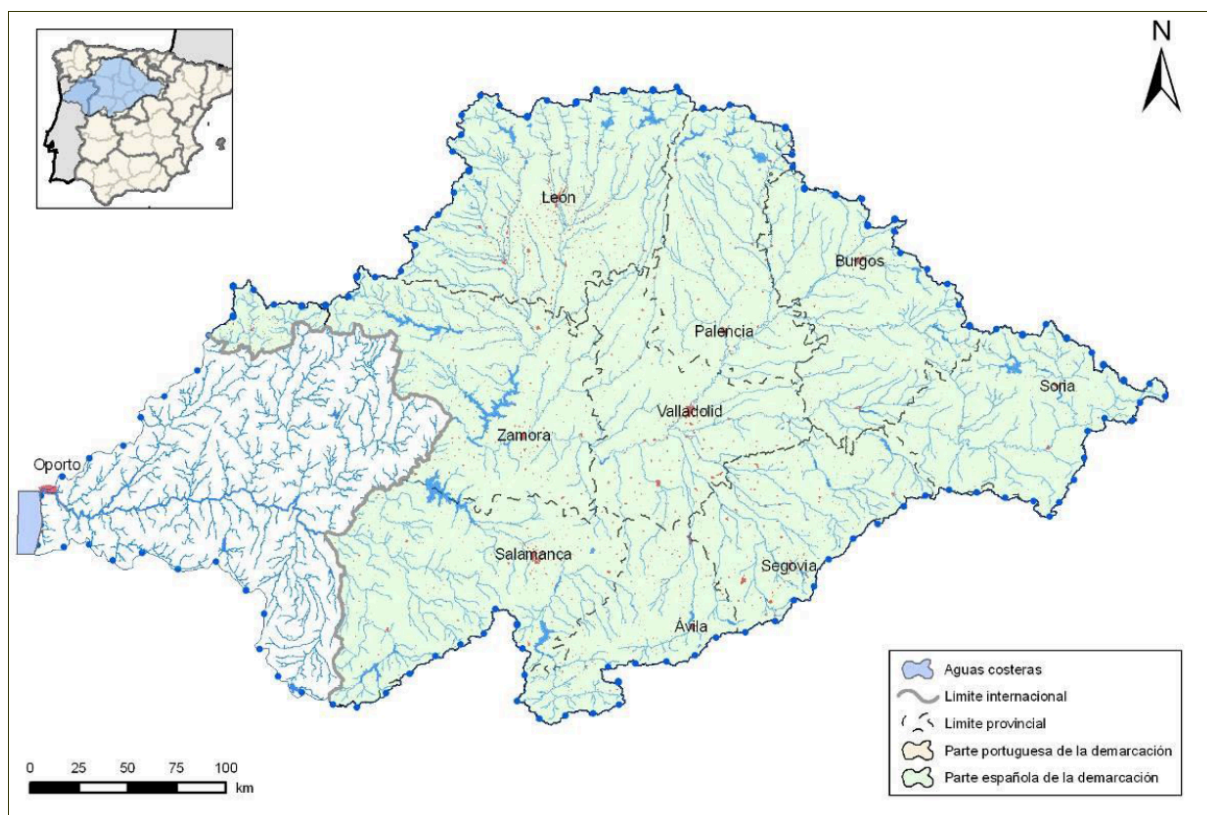 N
León
Burgos
Palencia
Soria
Valladolid
Zamora
Oporto
Salamanca
Segovia
Ávila
Aguas costeras
Límite internacional
Límite provincial
Parte portuguesa de la demarcación
Parte española de la demarcación
0 25 50 75 100
km